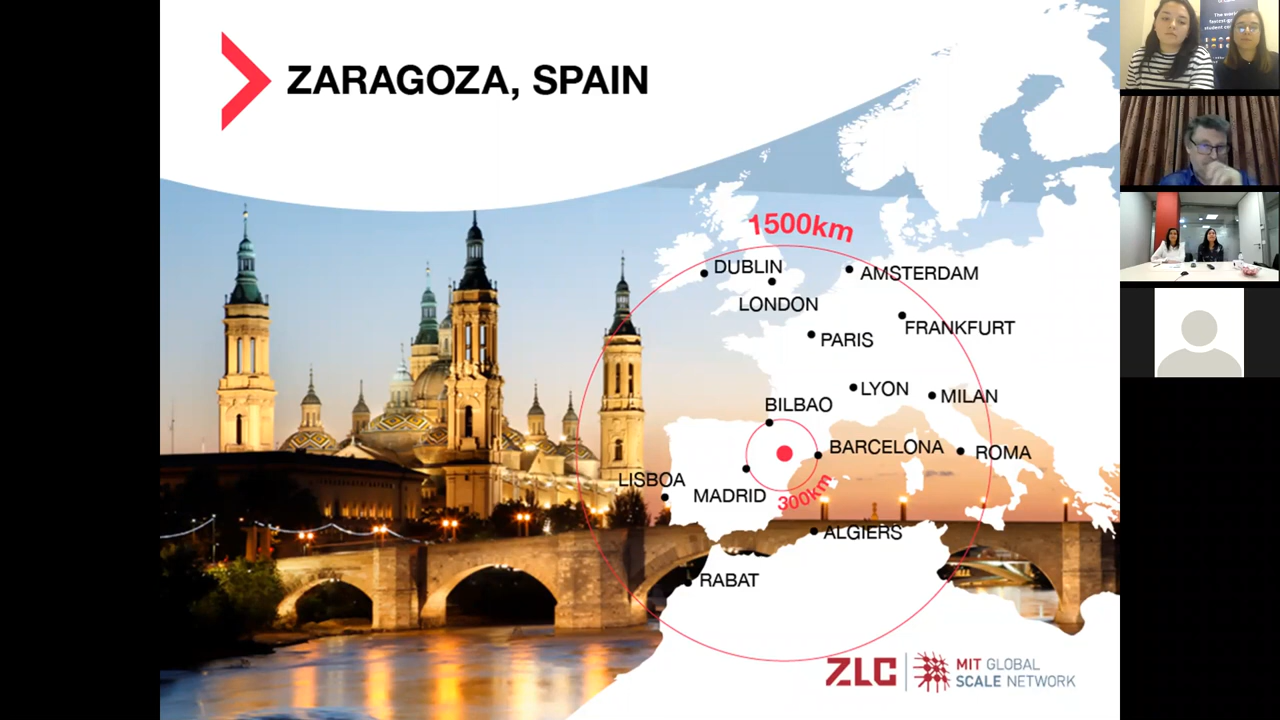 ZARAGOZA, SPAIN
1500km
DUBLIN
AMSTERDAM
LONDON
FRANKFURT
PARIS
LYON
MILAN
BILBAO
BARCELONA
ROMA
LISBOA
MADRID
300km
ALGIERS
RABAT
ZLC
MIT GLOBAL
SCALE NETWORK